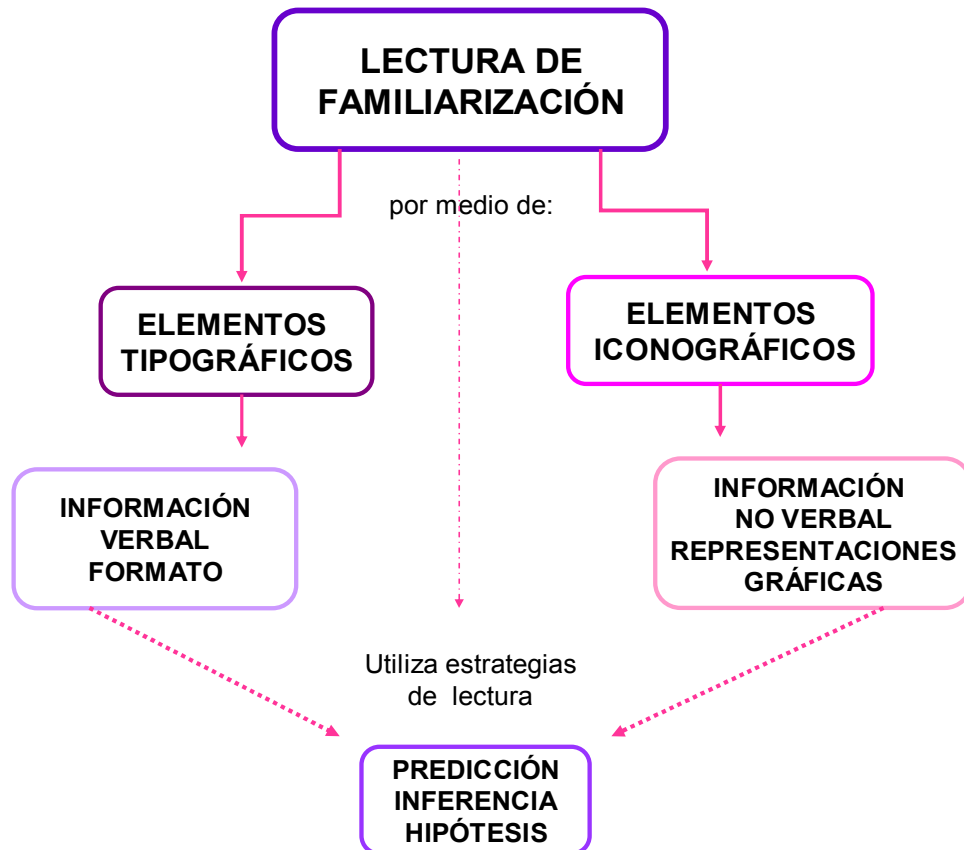 LECTURA DE
FAMILIARIZACIÓN
por medio de:
ELEMENTOS
TIPOGRÁFICOS
ELEMENTOS
ICONOGRÁFICOS
INFORMACIÓN
VERBAL
FORMATO
INFORMACIÓN
NO VERBAL
REPRESENTACIONES
GRÁFICAS
Utiliza estrategias
de lectura
PREDICCIÓN
INFERENCIA
HIPÓTESIS